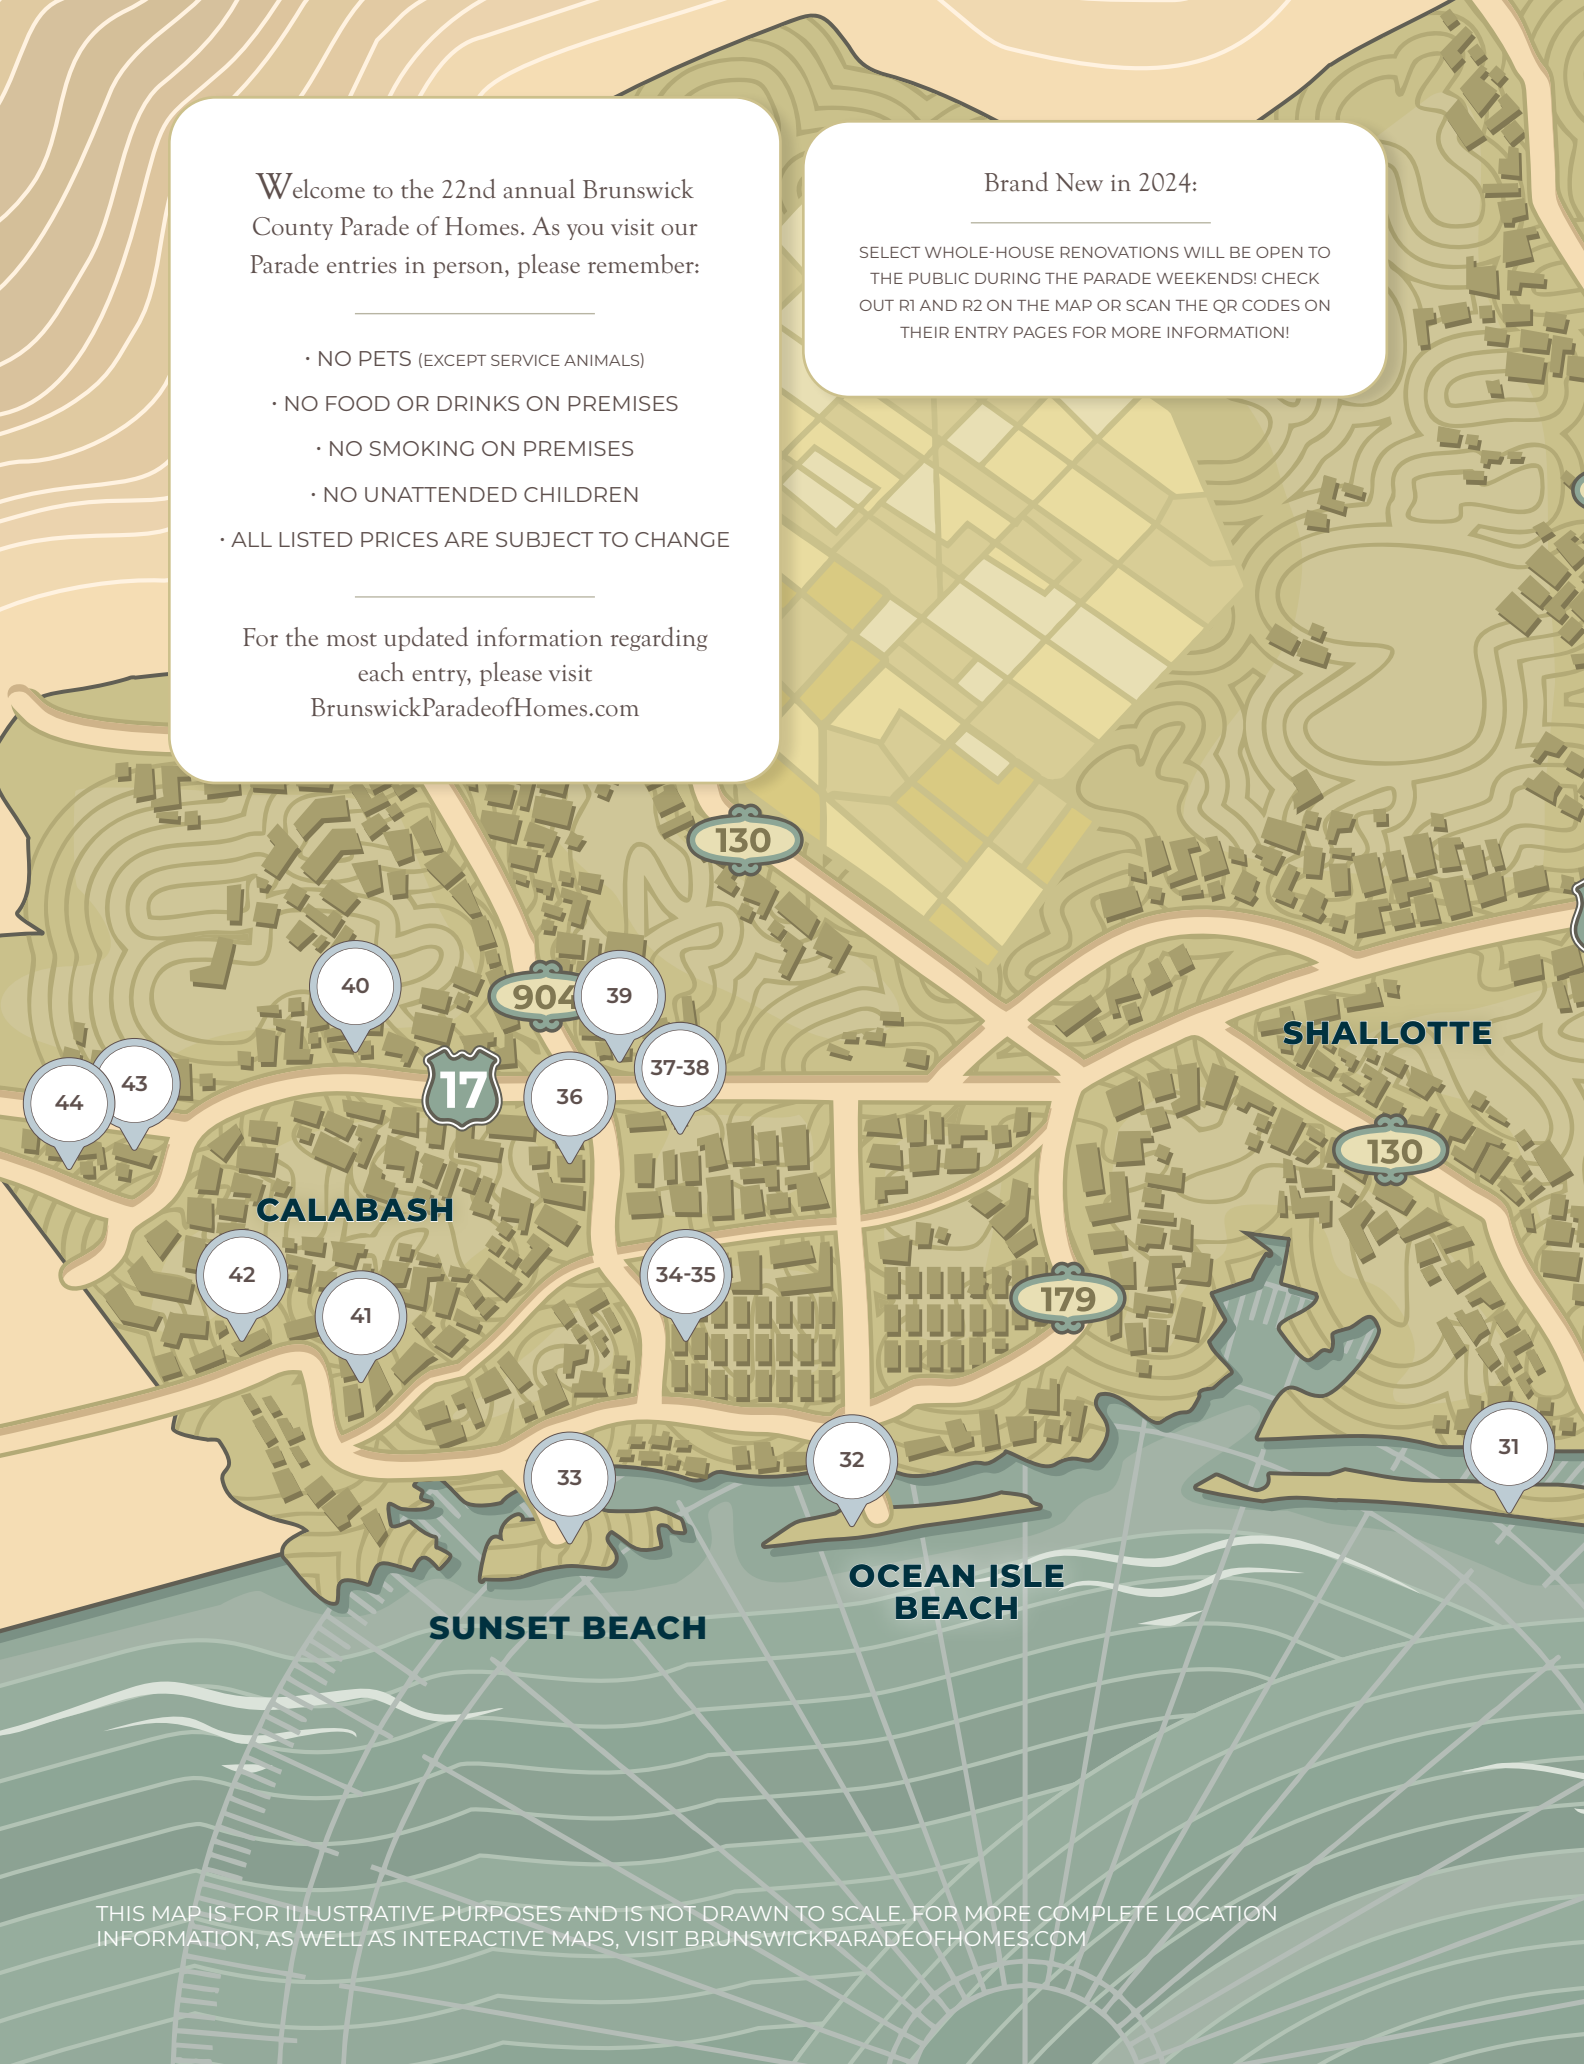 Welcome to the 22nd annual Brunswick
County Parade of Homes. As you visit our
Parade entries in person, please remember:
· NO PETS (EXCEPT SERVICE ANIMALS)
· NO FOOD OR DRINKS ON PREMISES
· NO SMOKING ON PREMISES
· NO UNATTENDED CHILDREN
· ALL LISTED PRICES ARE SUBJECT TO CHANGE
For the most updated information regarding
each entry, please visit
BrunswickParadeofHomes.com
Brand New in 2024:
SELECT WHOLE-HOUSE RENOVATIONS WILL BE OPEN TO
THE PUBLIC DURING THE PARADE WEEKENDS! CHECK
OUT R1 AND R2 ON THE MAP OR SCAN THE QR CODES ON
THEIR ENTRY PAGES FOR MORE INFORMATION!
130
40
904
39
SHALLOTTE
37-38
43
17
36
44
130
CALABASH
42
34-35
179
41
31
32
33
OCEAN ISLE
BEACH
SUNSET BEACH
THIS MAP IS FOR ILLUSTRATIVE PURPOSES AND IS NOT DRAWN TO SCALE. FOR MORE COMPLETE LOCATION
INFORMATION, AS WELL AS INTERACTIVE MAPS, VISIT BRUNSWICKPARADEOFHOMES.COM